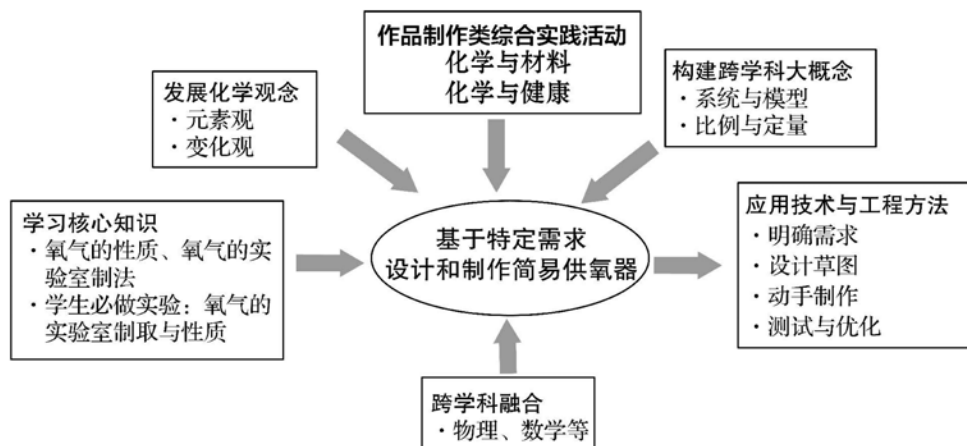 作品制作类综合实践活动
化学与材料
化学与健康
发展化学观念
· 元素观
· 变化观
构建跨学科大概念
· 系统与模型
· 比例与定量
学习核心知识
· 氧气的性质、氧气的实
验室制法
· 学生必做实验：氧气的
实验室制取与性质
基于特定需求
设计和制作简易供氧器
应用技术与工程方法
· 明确需求
· 设计草图
· 动手制作
· 测试与优化
跨学科融合
· 物理、数学等